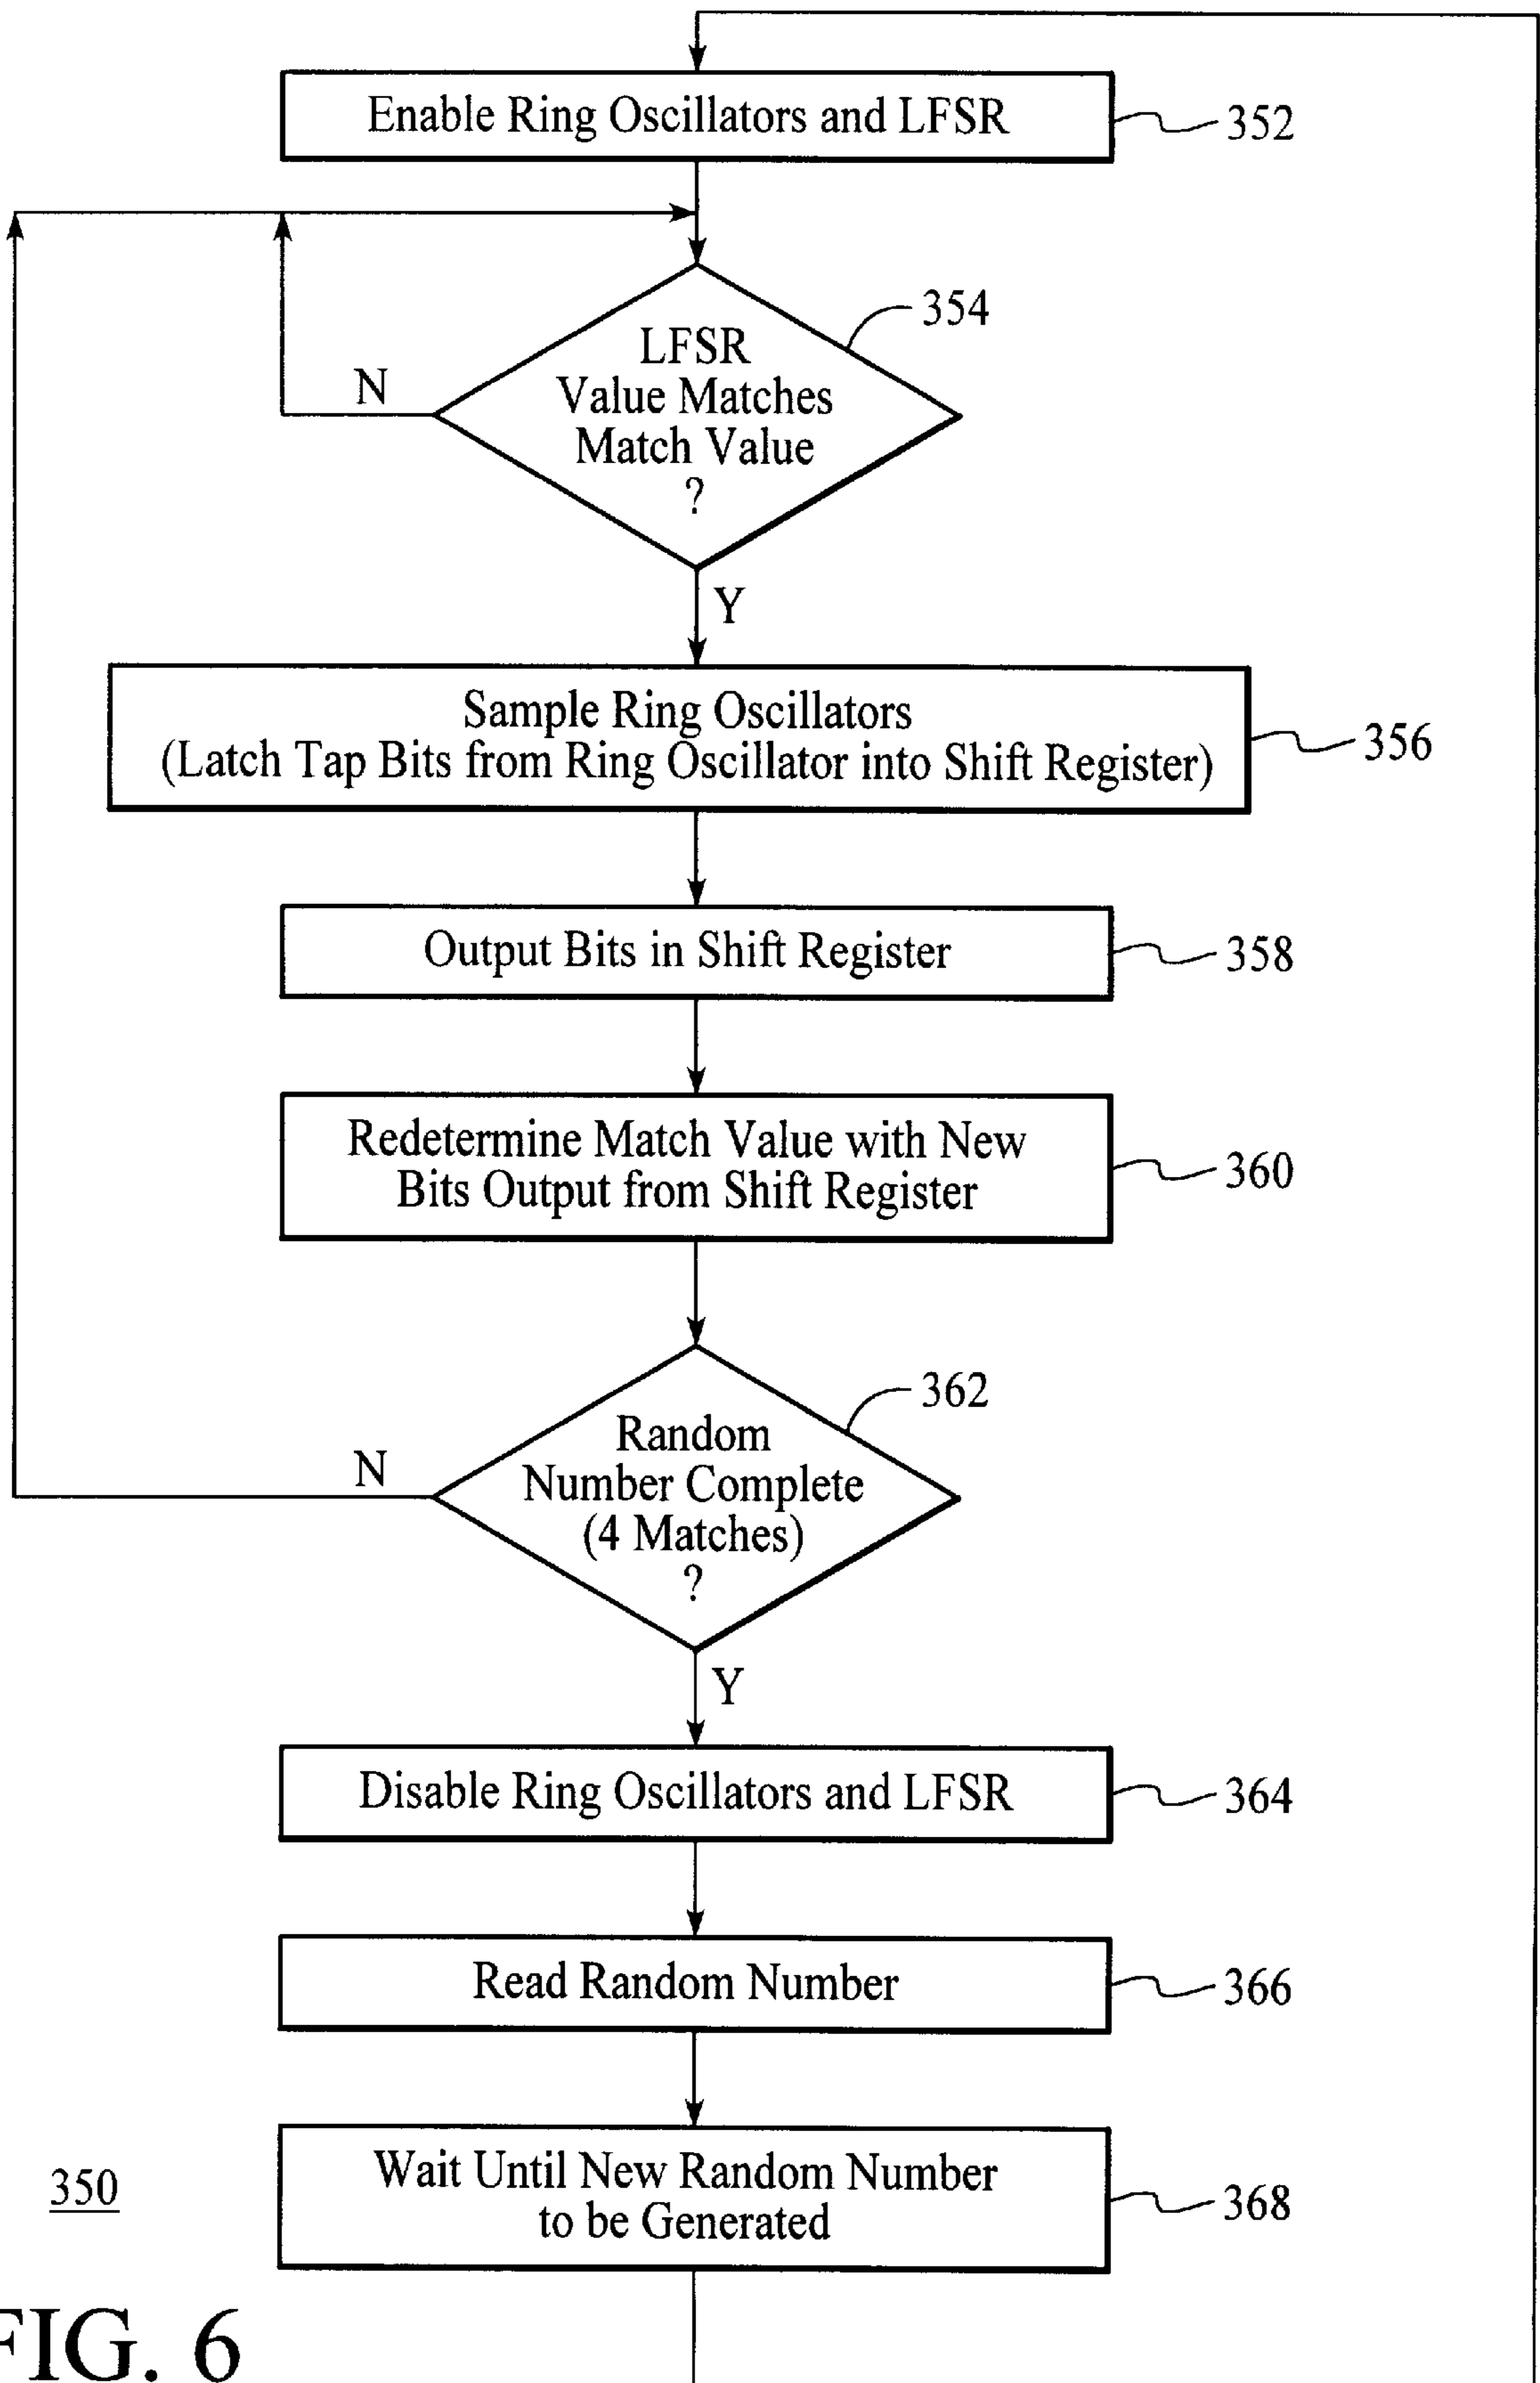 Enable Ring Oscillators and LFSR
352
354
LFSR
Value Matches
Match Value
?
N
Y
Sample Ring Oscillators
(Latch Tap Bits from Ring Oscillator into Shift Register)
356
Output Bits in Shift Register
358
Redetermine Match Value with New
Bits Output from Shift Register
360
362
Random
Number Complete
(4 Matches)
?
N
Y
Disable Ring Oscillators and LFSR
364
Read Random Number
366
Wait Until New Random Number
to be Generated
368
350
FIG. 6